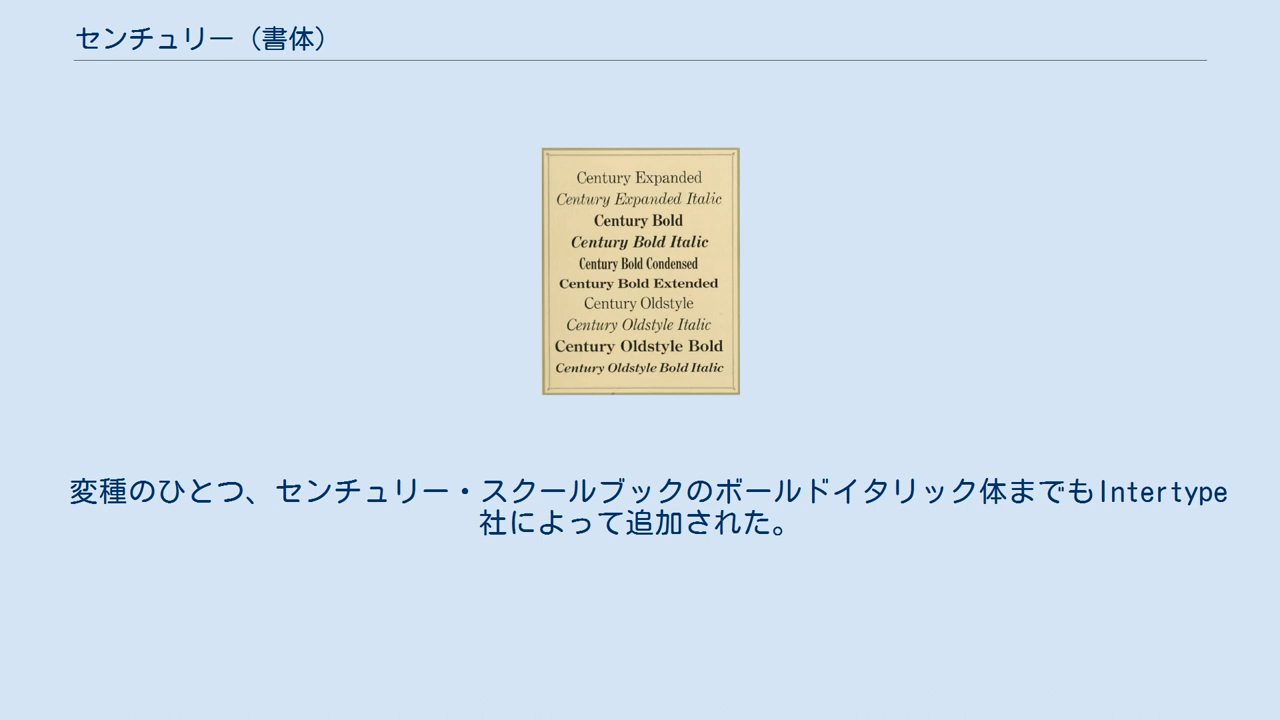 センチュリー（書体）
Century Expanded
Century Expanded Italic
Century Bold
Century Bold Italic
Century Bold Condensed
Century Bold Extended
Century Oldstyle
Century Oldstyle Italic
Century Oldstyle Bold
Century Oldstyle Bold Italic
変種のひとつ、センチュリー・スクールブックのボールドイタリック体までもIntertype
社によって追加された。